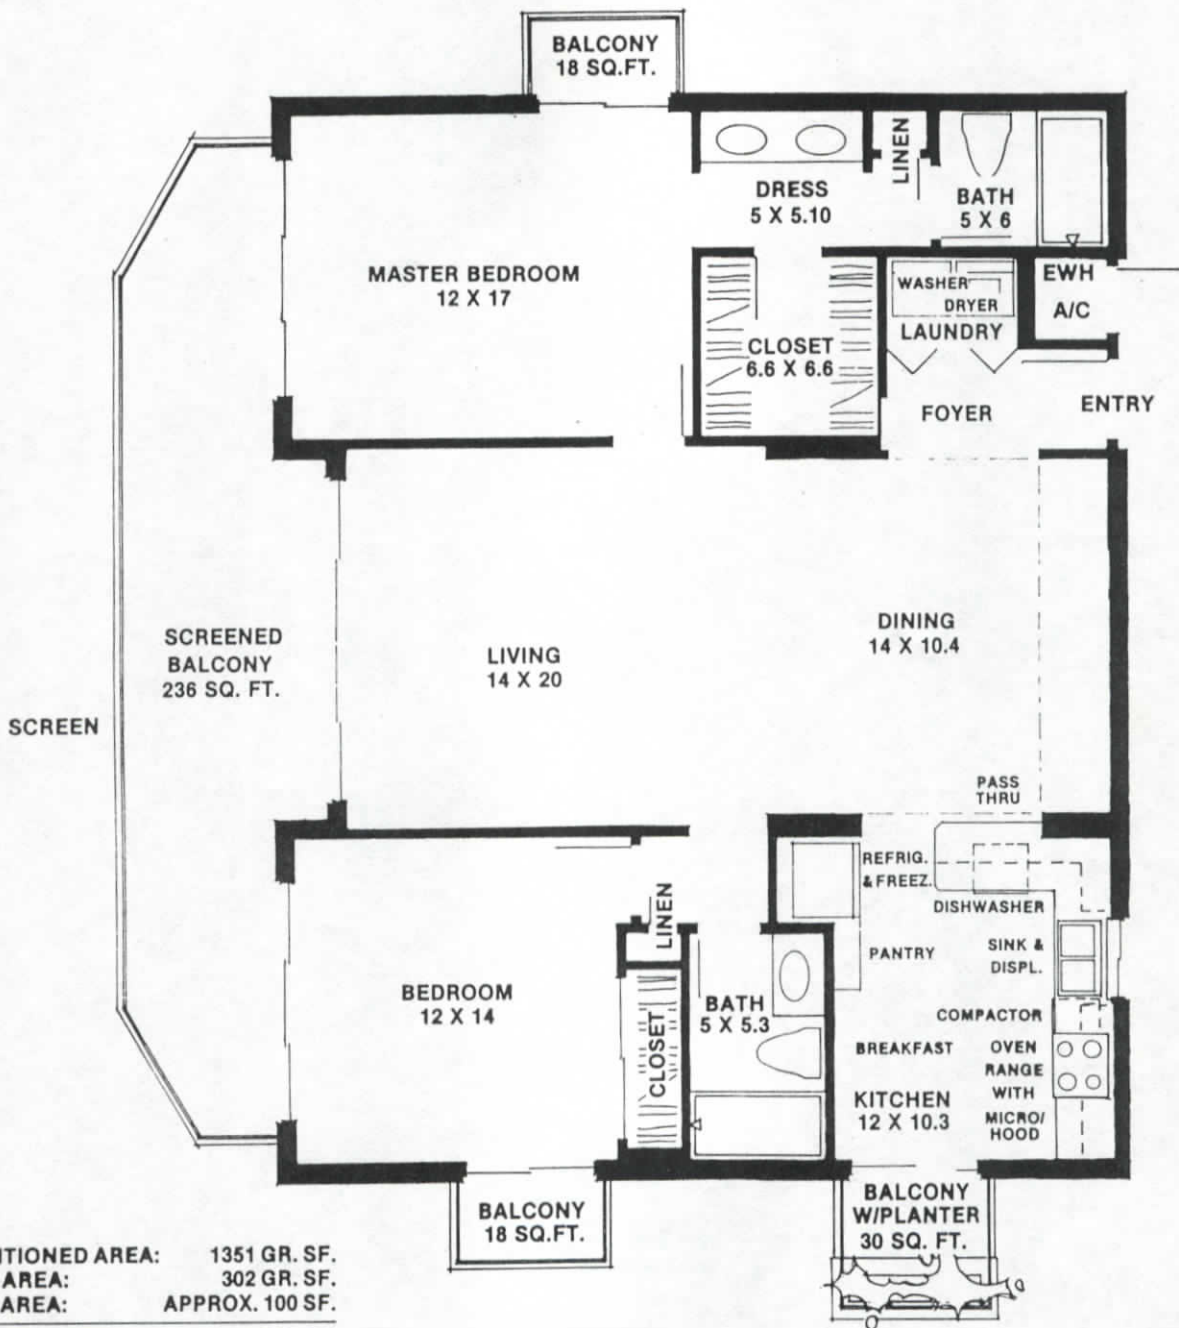 BALCONY
18 SQ.FT.
LINEN
DRESS
5 X 5.10
BATH
5 X 6
MASTER BEDROOM
12 X 17
WASHER
DRYER
LAUNDRY
EWH
A/C
CLOSET
6.6 X 6.6
FOYER
ENTRY
SCREENED
BALCONY
236 SQ. FT.
SCREEN
LIVING
14 X 20
DINING
14 X 10.4
PASS
THRU
REFRIG.
& FREEZ.
DISHWASHER
LINEN
PANTRY
SINK &
DISPL.
BEDROOM
12 X 14
CLOSET
BATH
5 X 5.3
COMPACTOR
BREAKFAST
OVEN
RANGE
WITH
MICRO/
HOOD
KITCHEN
12 X 10.3
BALCONY
18 SQ.FT.
BALCONY
W/PLANTER
30 SQ. FT.
ITIONED AREA: 1351 GR. SF.
AREA: 302 GR. SF.
AREA: APPROX. 100 SF.